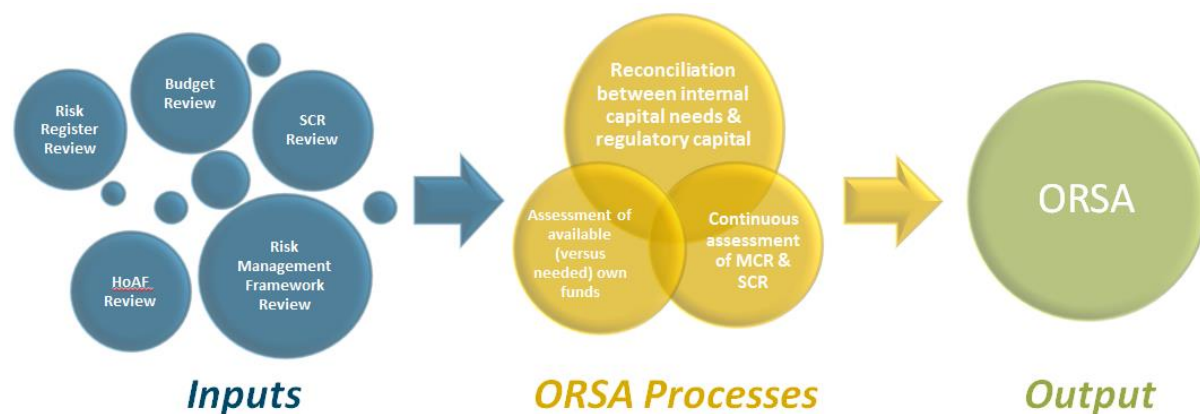 Risk
Register
Review
Budget
Review
SCR
Review
HoAF
Review
Risk
Management
Framework
Review
Reconciliation
between internal
capital needs &
regulatory capital
Assessment of
available
(versus
needed) own
funds
Continuous
assessment
of MCR &
SCR
ORSA
Inputs
ORSA Processes
Output